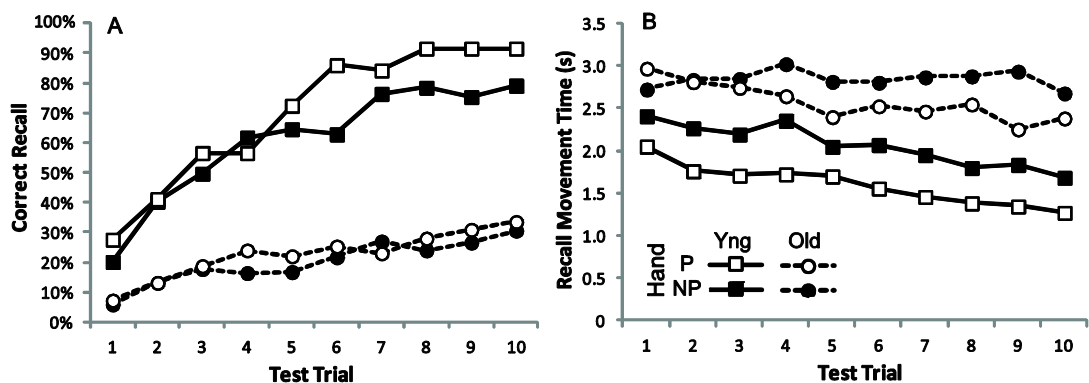 A
Correct Recall
100%
90%
80%
70%
60%
50%
40%
30%
20%
10%
0%
1 2 3 4 5 6 7 8 9 10
Test Trial
B
Recall Movement Time (s)
3.5
3.0
2.5
2.0
1.5
1.0
0.5
0
Yng Old
Hand
P
NP
1 2 3 4 5 6 7 8 9 10
Test Trial